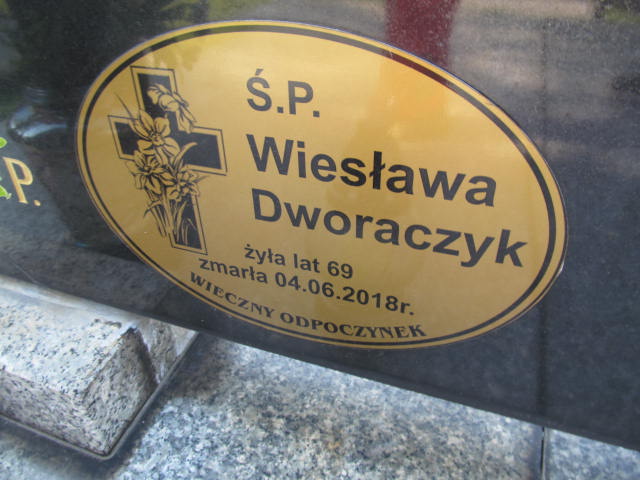 Ś.P.
Wiesława
Dworaczyk
żyła lat 69
zmarła 04.06.2018r.
WIECZNY ODPOCZYNEK
P.